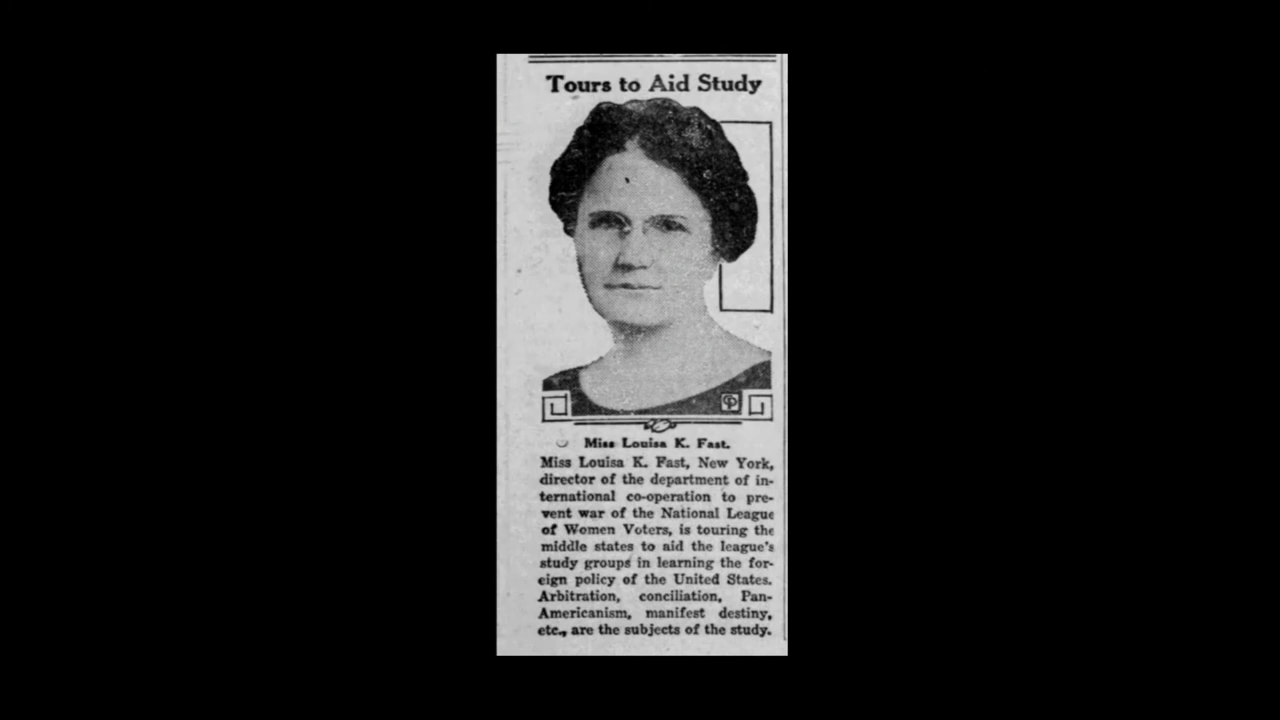 Tours to Aid Study
Miss Louisa K. Fast.
Miss Louisa K. Fast, New York,
director of the department of in-
ternational co-operation to pre-
vent war of the National League
of Women Voters, is touring the
middle states to aid the league's
study groups in learning the for-
eign policy of the United States.
Arbitration, conciliation, Pan-
Americanism, manifest destiny,
etc., are the subjects of the study.